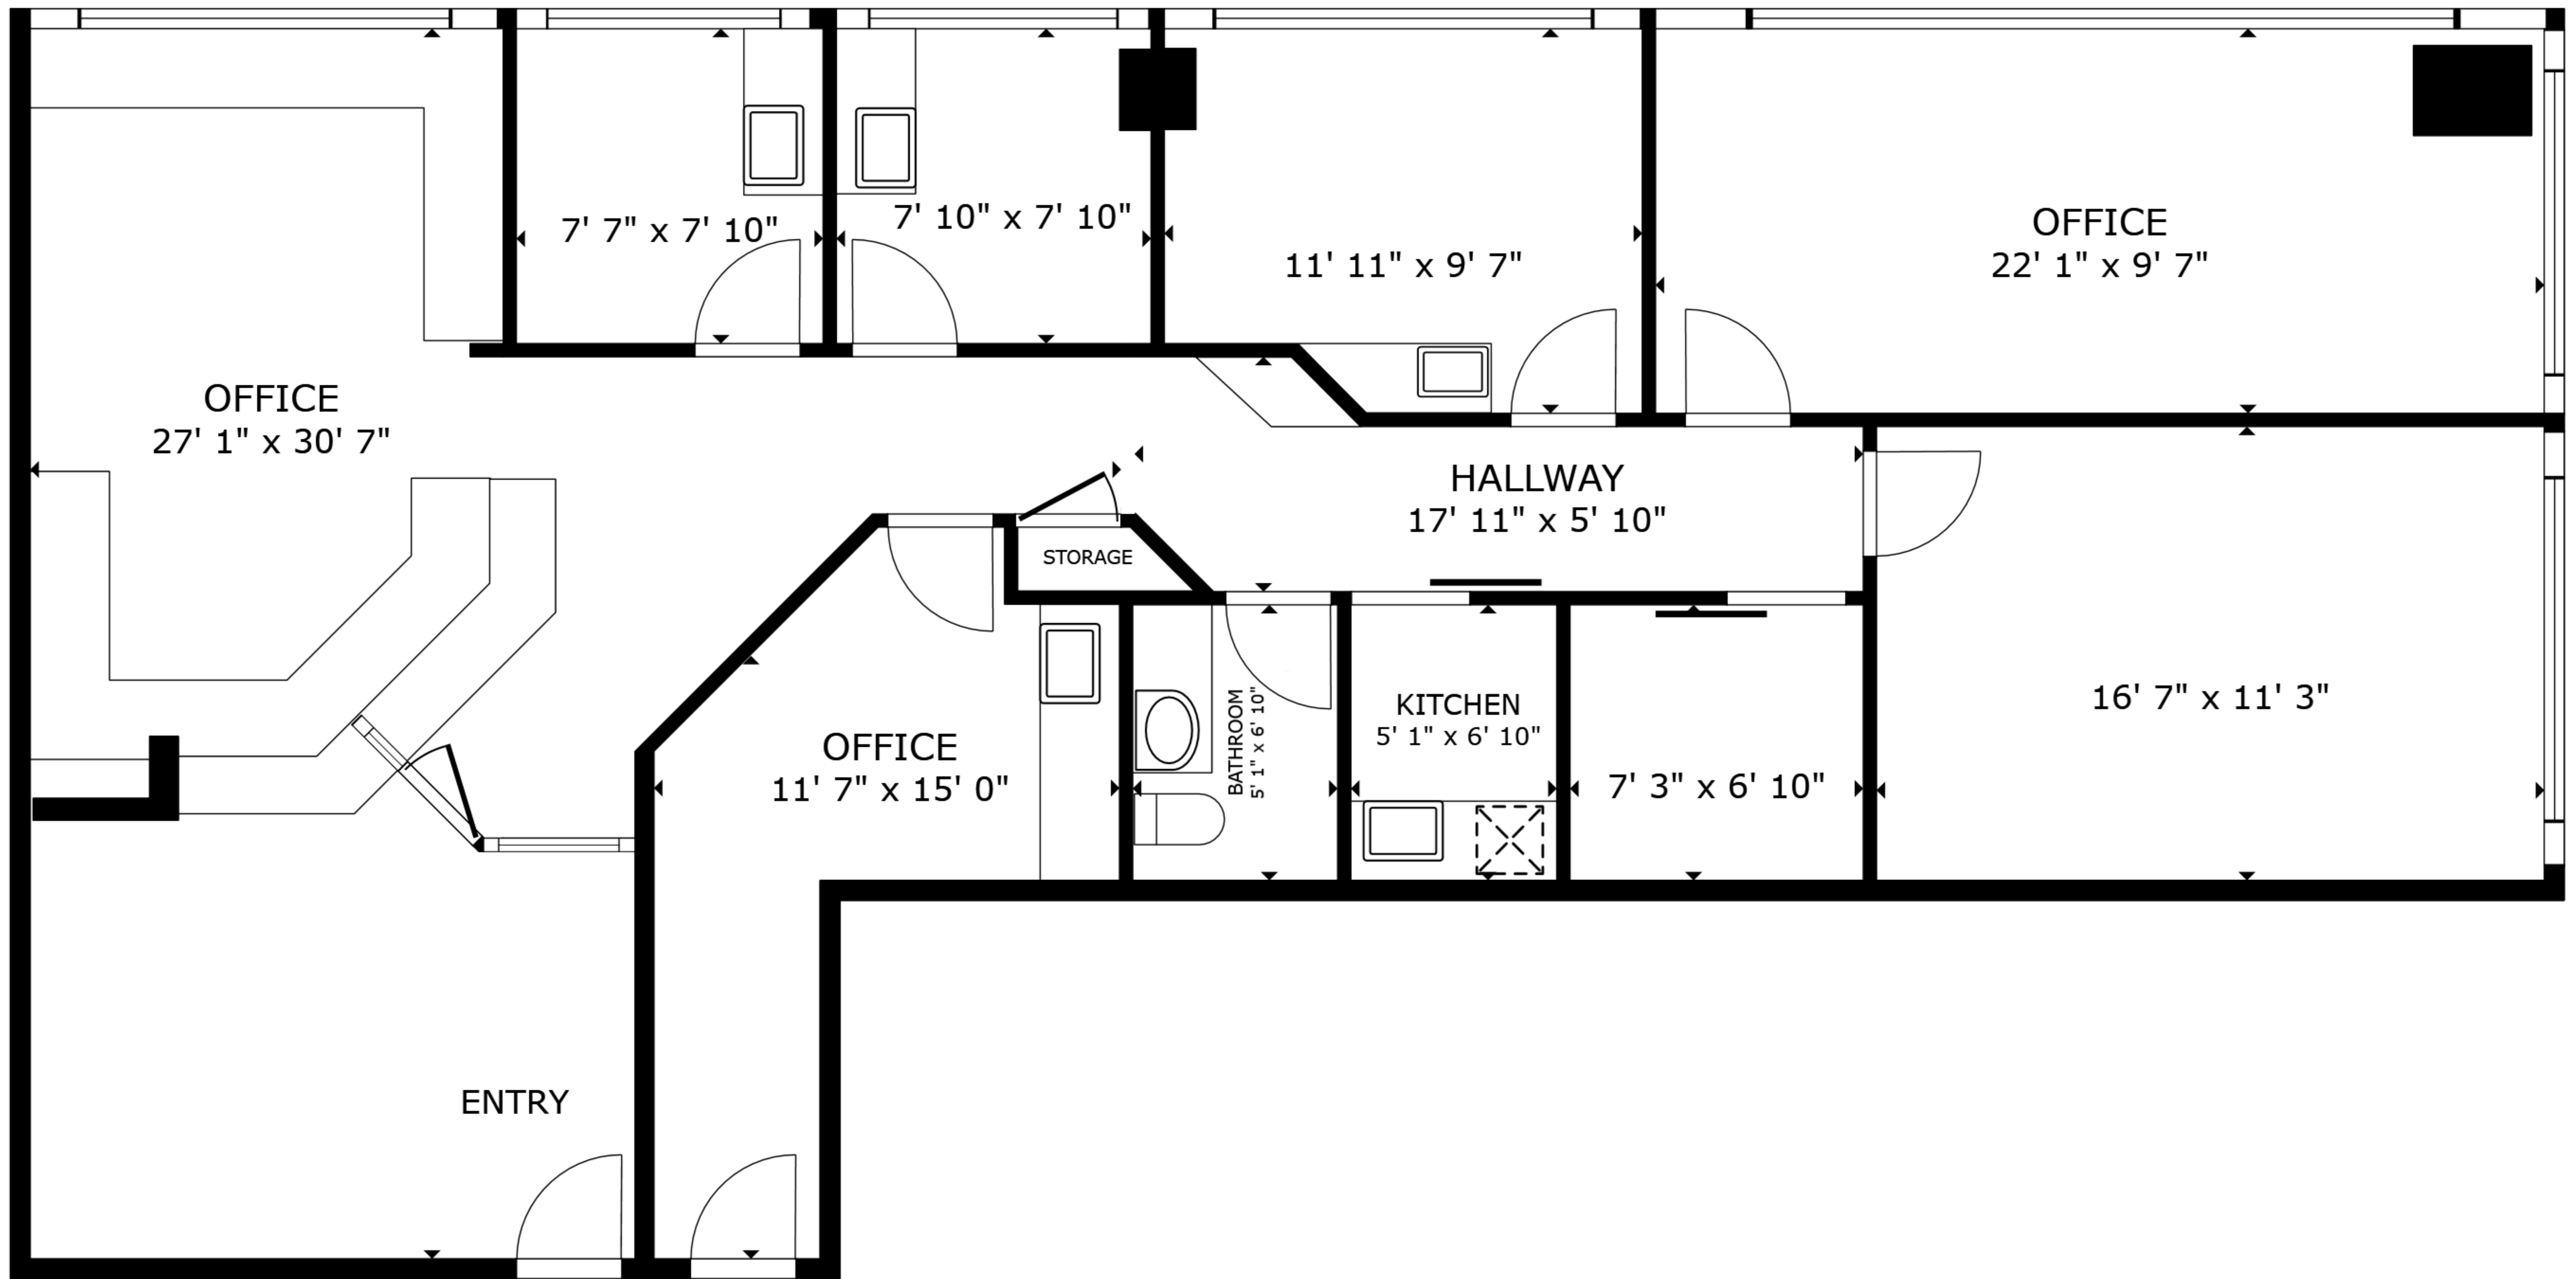 7' 7" x 7' 10"
7' 10" x 7' 10"
11' 11" x 9' 7"
OFFICE
22' 1" x 9' 7"
OFFICE
27' 1" x 30' 7"
HALLWAY
17' 11" x 5' 10"
STORAGE
OFFICE
11' 7" x 15' 0"
BATHROOM
5' 1" x 6' 10"
KITCHEN
5' 1" x 6' 10"
7' 3" x 6' 10"
16' 7" x 11' 3"
ENTRY